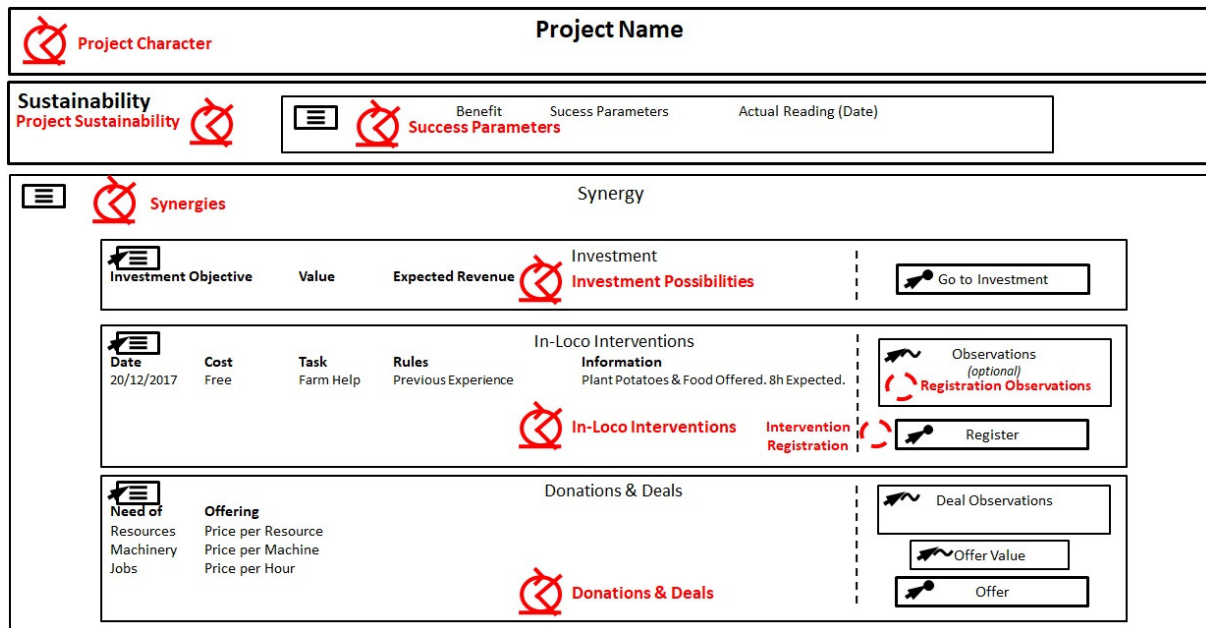 Project Name
Project Character
Sustainability
Project Sustainability
Benefit Sucess Parameters Actual Reading (Date)
Success Parameters
Synergy
Synergies
Investment
Investment Objective Value Expected Revenue
Investment Possibilities
Go to Investment
In-Loco Interventions
Date Cost Task Rules Information
20/12/2017 Free Farm Help Previous Experience Plant Potatoes & Food Offered. 8h Expected.
Observations
(optional)
Registration Observations
In-Loco Interventions
Intervention
Registration
Register
Donations & Deals
Need of Offering
Resources Price per Resource
Machinery Price per Machine
Jobs Price per Hour
Donations & Deals
Deal Observations
Offer Value
Offer